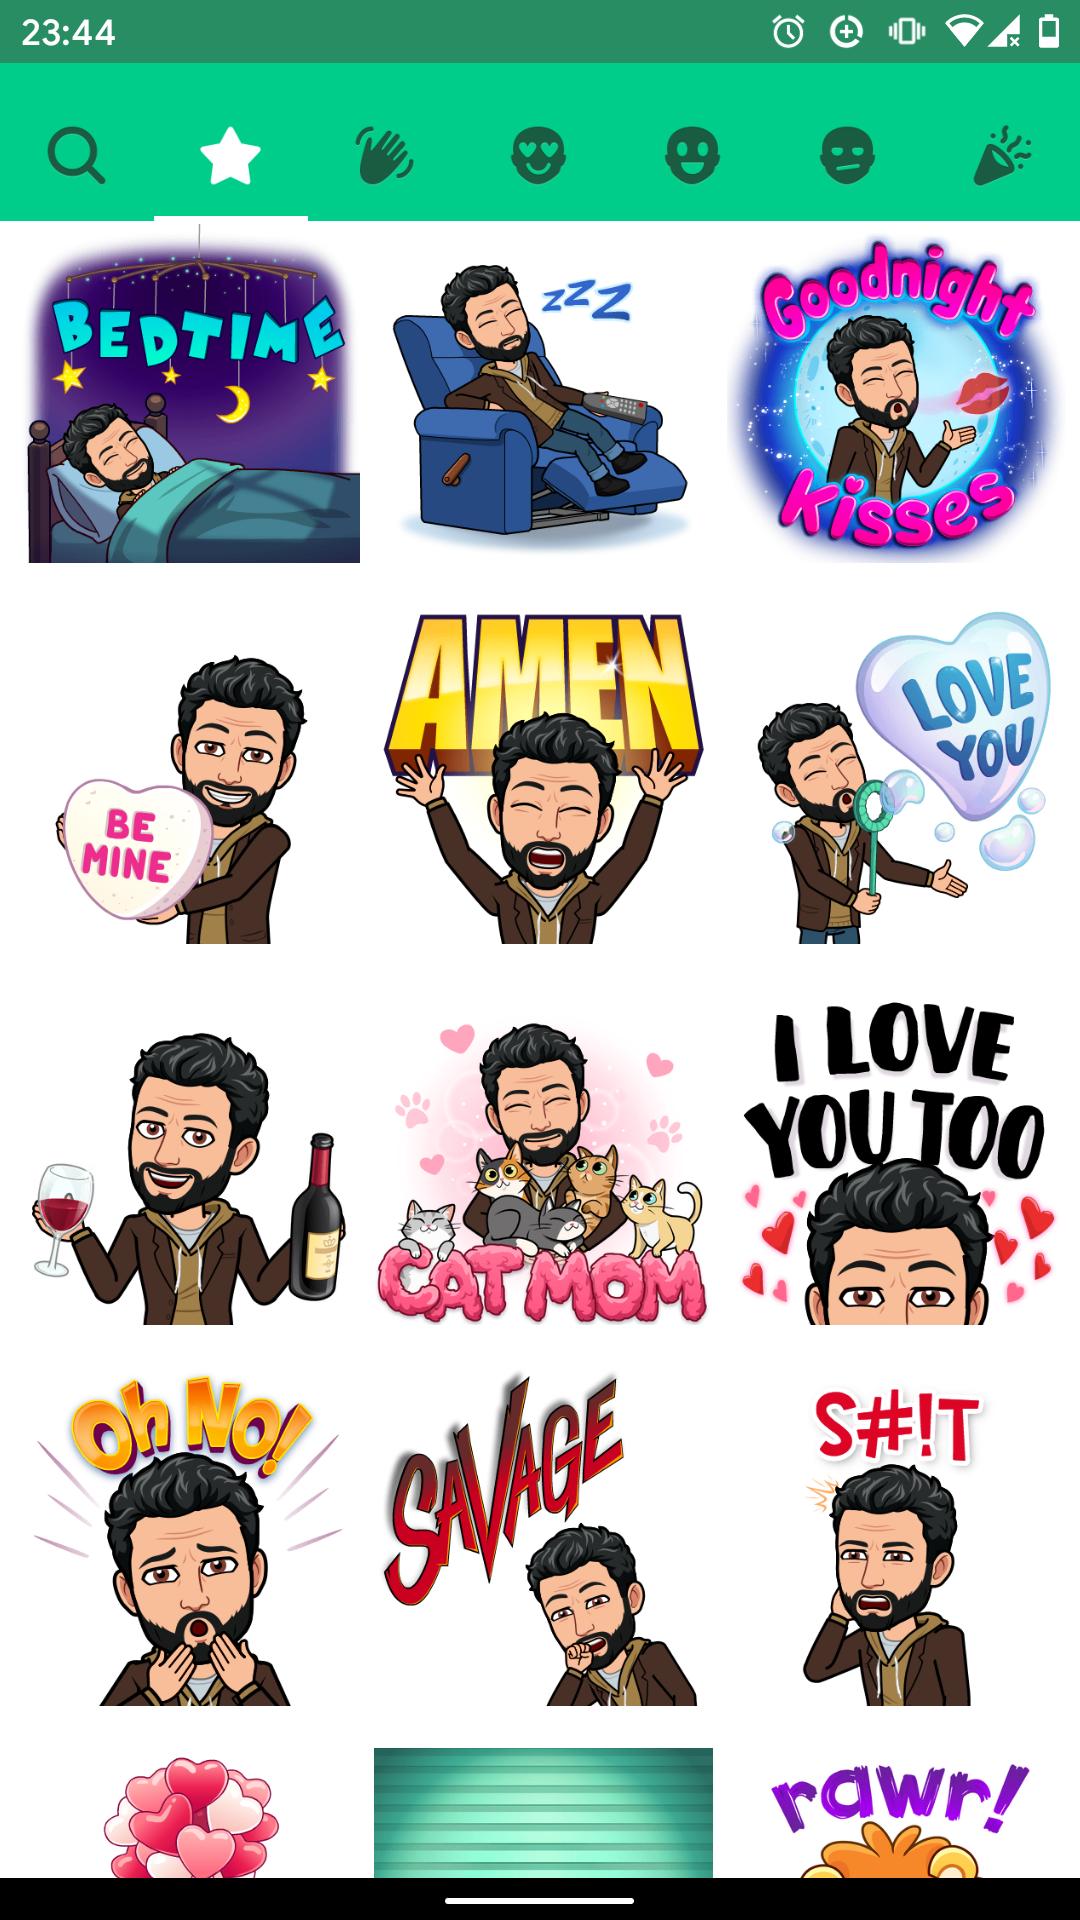 23:44
BEDTIME
zzz
Goodnight
Kisses
BE
MINE
AMEN
LOVE
YOU
CAT MOM
I LOVE
YOU TOO
Oh No!
SAVAGE
S#!T
rawr!